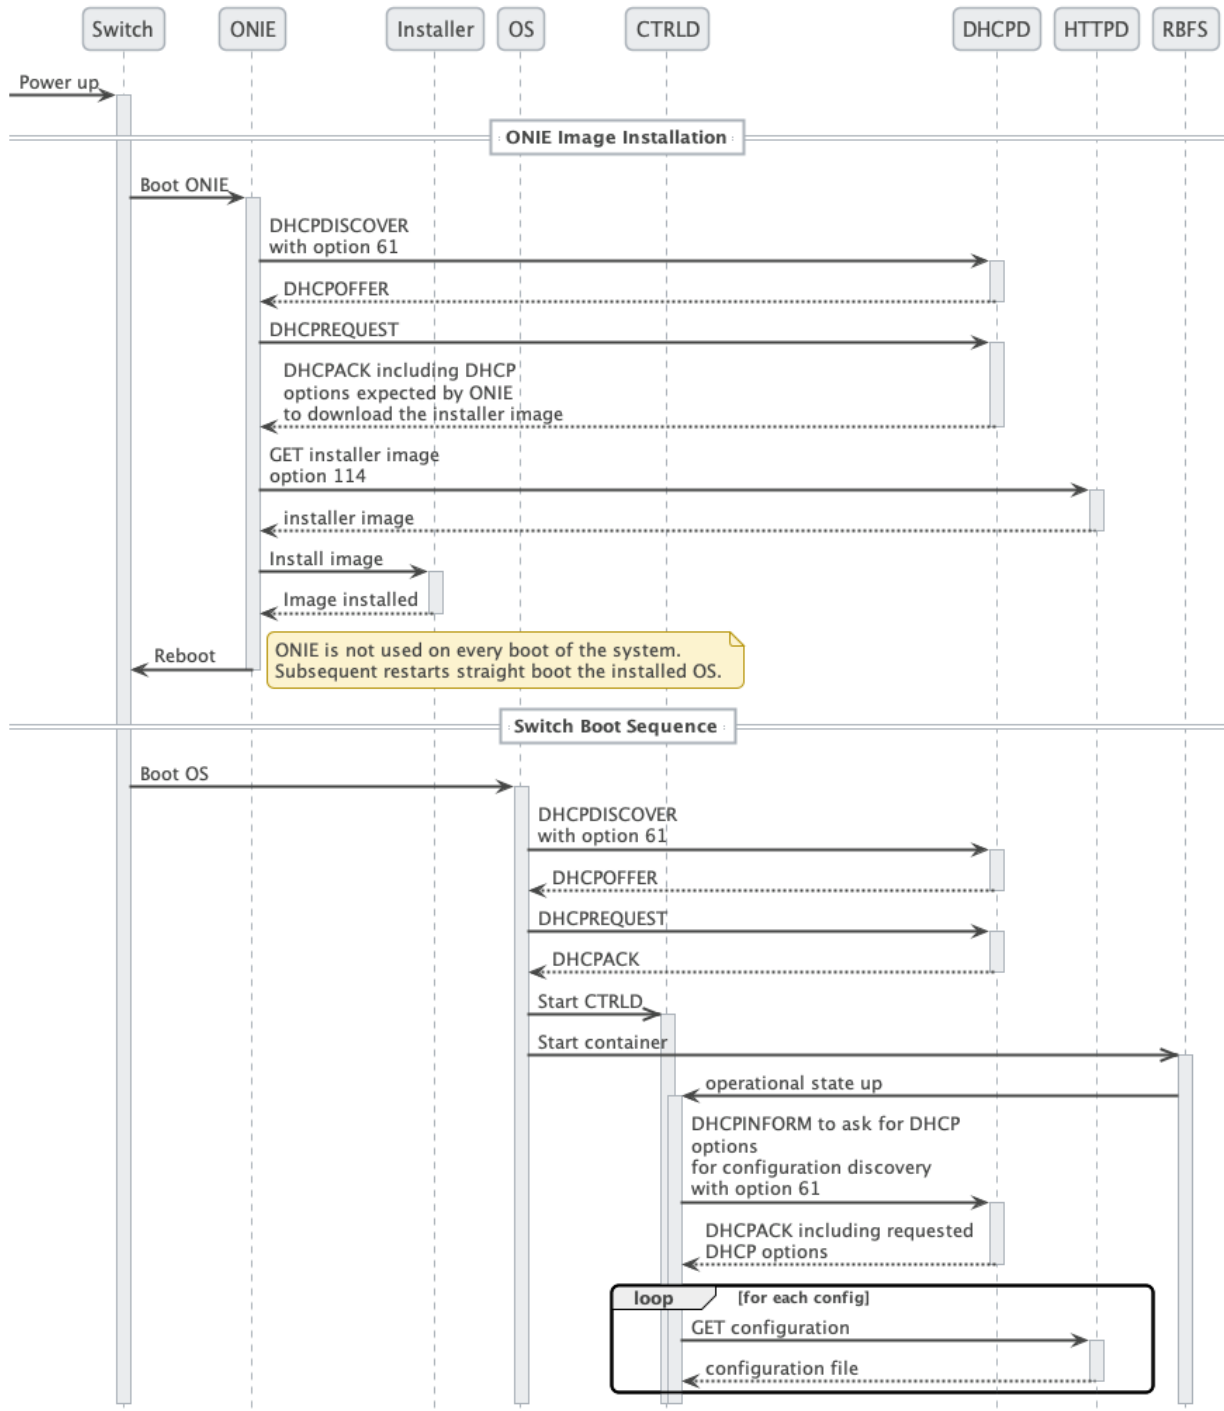 Switch ONIE Installer OS CTRLD DHCPD HTTPD RBFS
Power up
ONIE Image Installation
Boot ONIE
DHCPDISCOVER
with option 61
DHCPOFFER
DHCPREQUEST
DHCPACK including DHCP
options expected by ONIE
to download the installer image
GET installer image
option 114
installer image
Install image
Image installed
ONIE is not used on every boot of the system.
Subsequent restarts straight boot the installed OS.
Reboot
Switch Boot Sequence
Boot OS
DHCPDISCOVER
with option 61
DHCPOFFER
DHCPREQUEST
DHCPACK
Start CTRLD
Start container
operational state up
DHCPINFORM to ask for DHCP
options
for configuration discovery
with option 61
DHCPACK including requested
DHCP options
loop [for each config]
GET configuration
configuration file